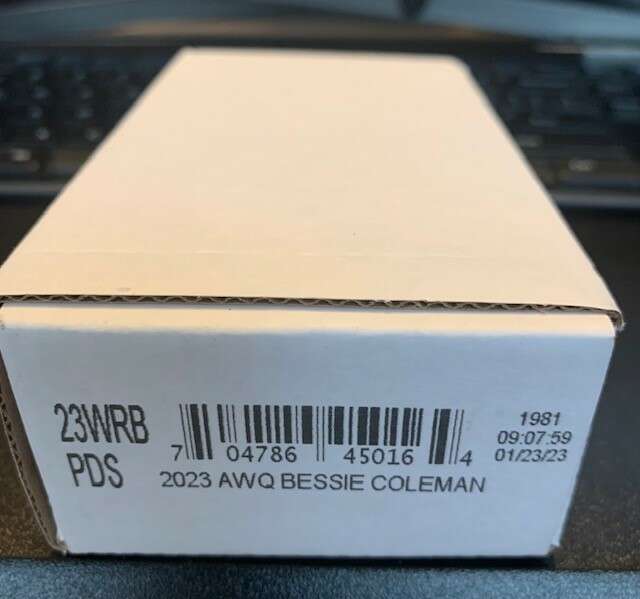 23WRB
PDS
7 04786 45016 4
2023 AWQ BESSIE COLEMAN
1981
09:07:59
01/23/23